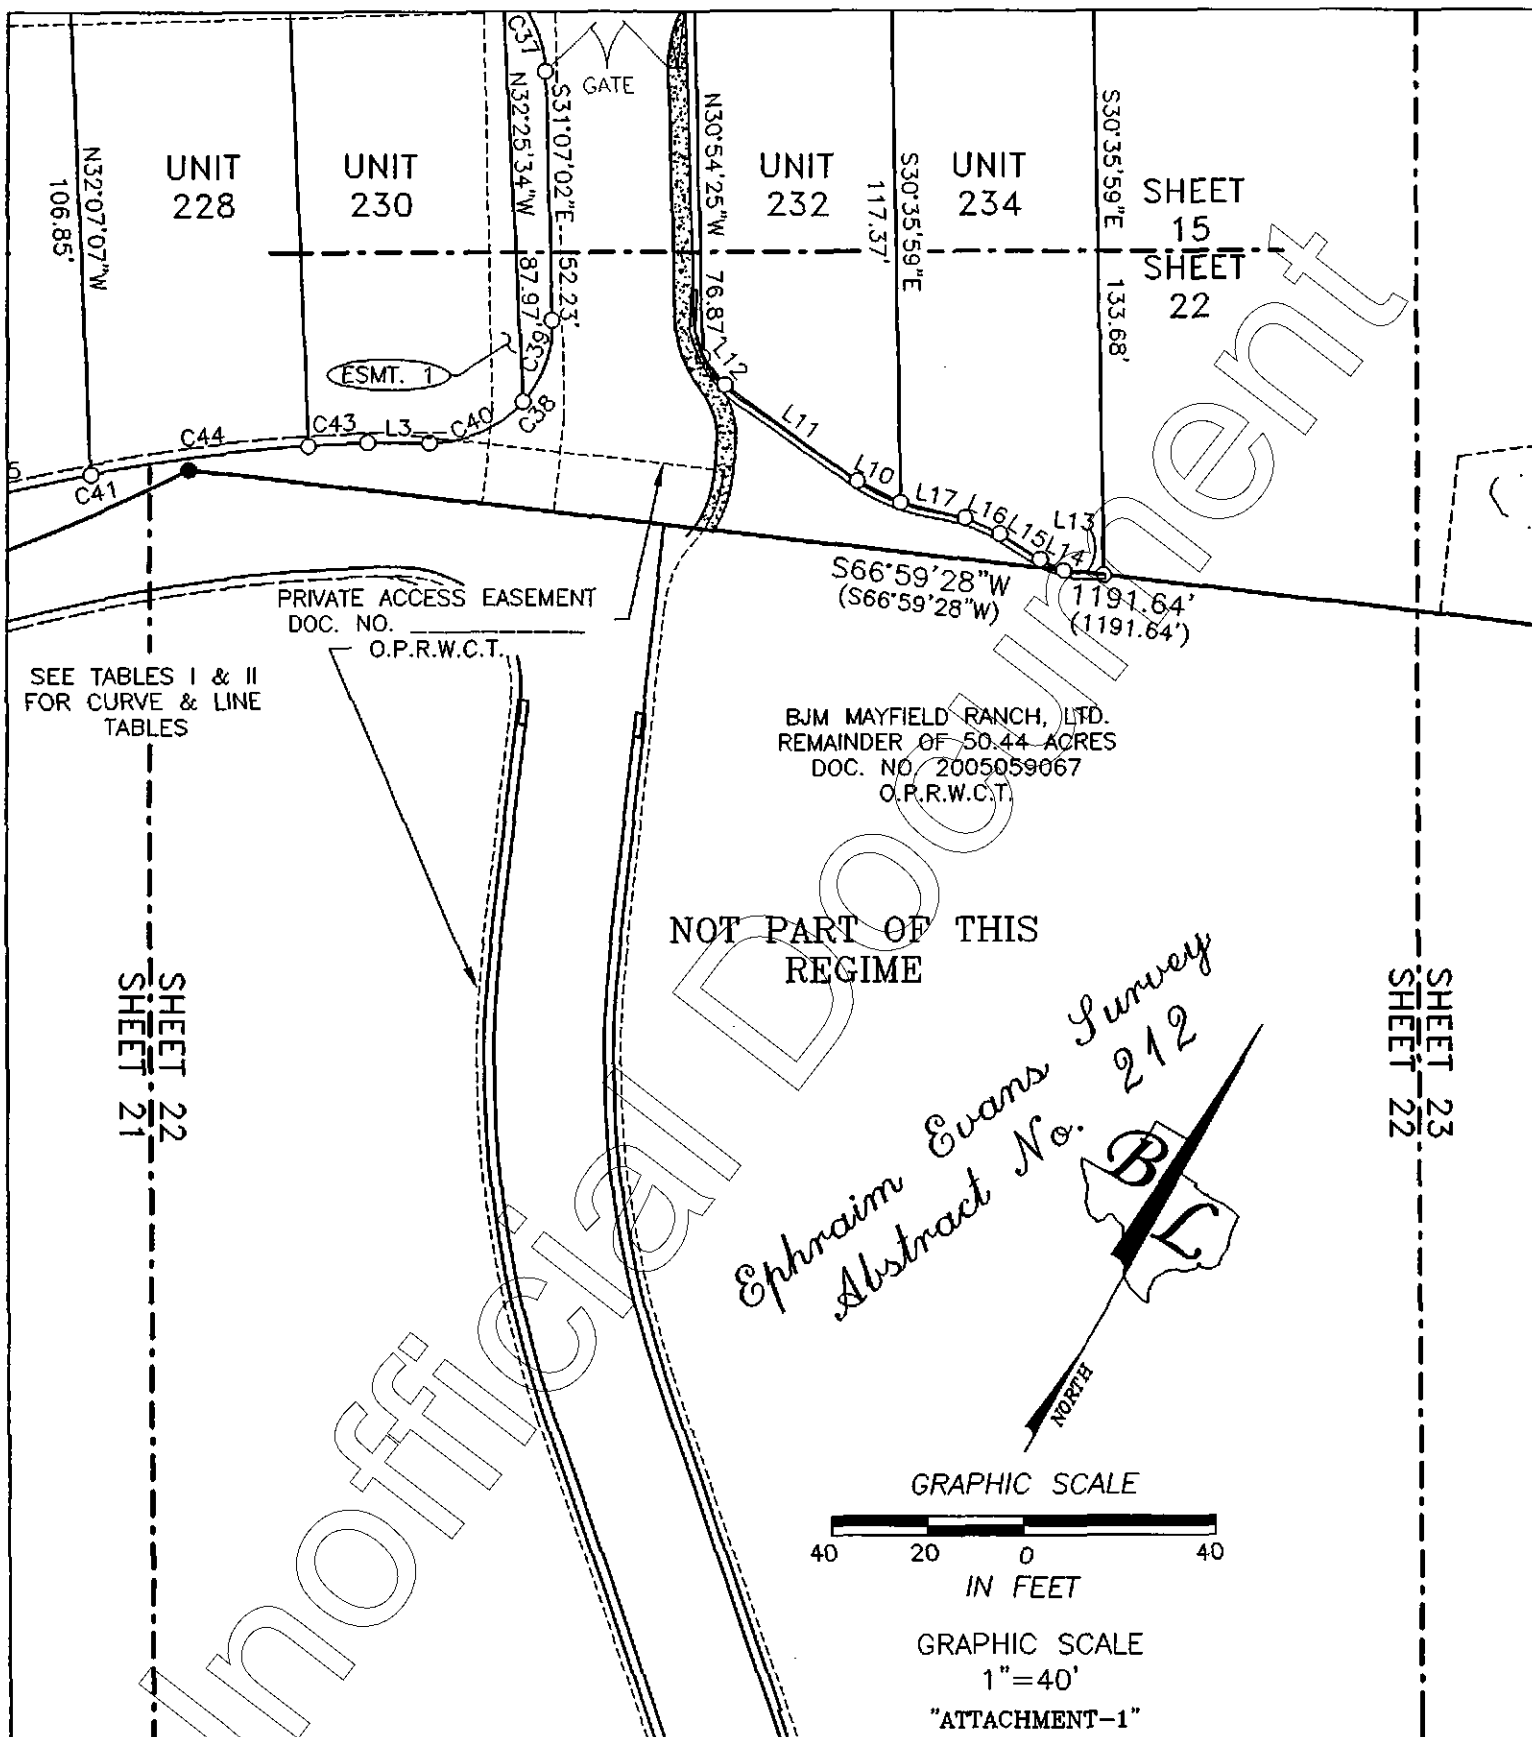 C37
GATE
N32°07'07"W
106.85'
UNIT
228
UNIT
230
N32°25'34"W 87.97'
S31°07'02"E 52.23'
N30°54'25"W 76.87'
UNIT
232
S30°35'59"E
117.37'
UNIT
234
S30°35'59"E 133.68'
SHEET
15
SHEET
22
ESMT. 1
C39
C38
L12
L11
C44
C43
L3
C40
5
C41
L10
L17
L16
L15
L14
L13
S66°59'28"W
(S66°59'28"W)
1191.64'
(1191.64')
PRIVATE ACCESS EASEMENT
DOC. NO. ____________
O.P.R.W.C.T.
SEE TABLES I & II
FOR CURVE & LINE
TABLES
BJM MAYFIELD RANCH, LTD.
REMAINDER OF 50.44 ACRES
DOC. NO. 2005059067
O.P.R.W.C.T.
NOT PART OF THIS
REGIME
SHEET 22
SHEET 21
SHEET 23
SHEET 22
Ephraim Evans Survey
Abstract No. 212
B
L
NORTH
GRAPHIC SCALE
40 20 0 40
IN FEET
GRAPHIC SCALE
1"=40'
"ATTACHMENT-1"
Unofficial Document